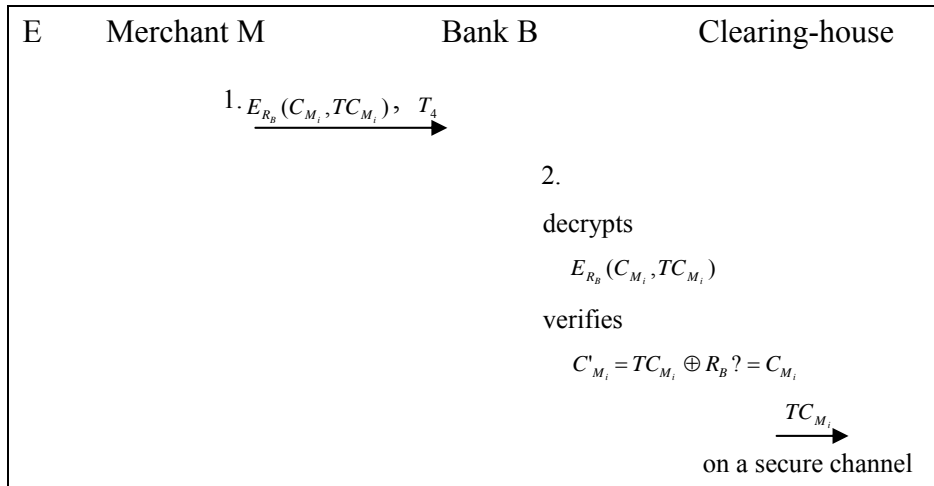 E Merchant M Bank B Clearing-house
1. E_{R_B}(C_{M_i},TC_{M_i}), T_4
2.
decrypts
E_{R_B}(C_{M_i},TC_{M_i})
verifies
C'_{M_i}=TC_{M_i}⊕R_B?=C_{M_i}
TC_{M_i}
on a secure channel